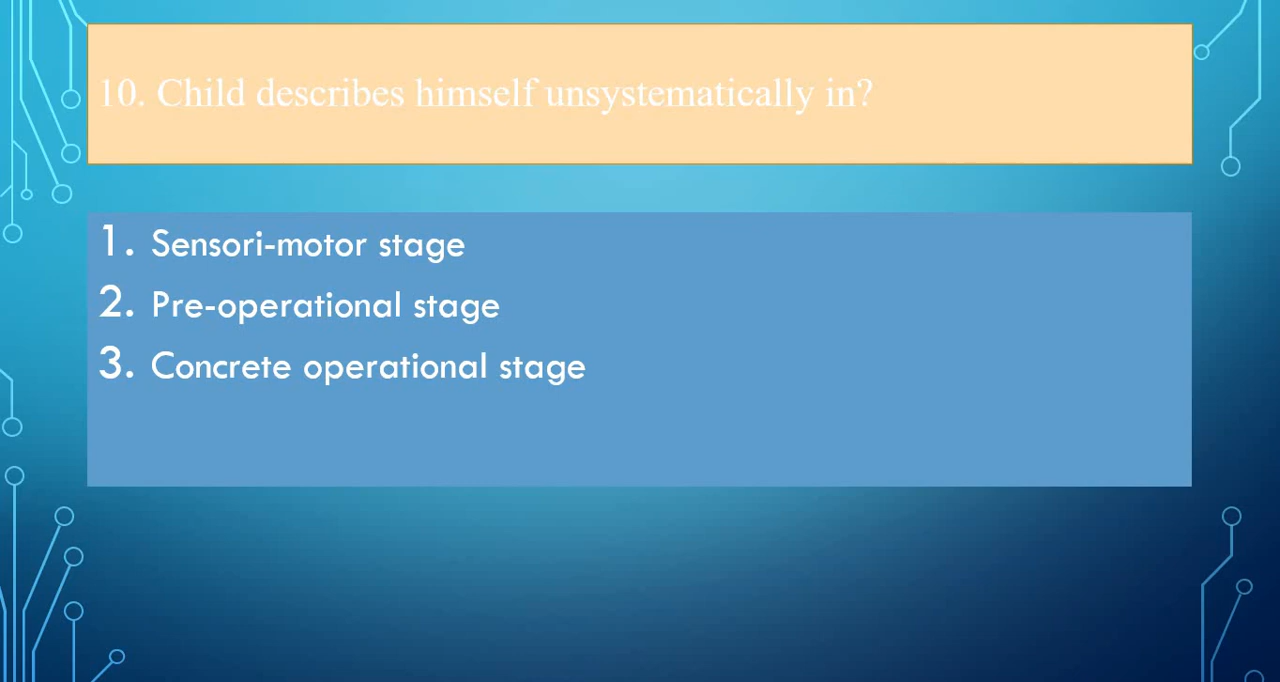 10. Child describes himself unsystematically in?
1. Sensori-motor stage
2. Pre-operational stage
3. Concrete operational stage